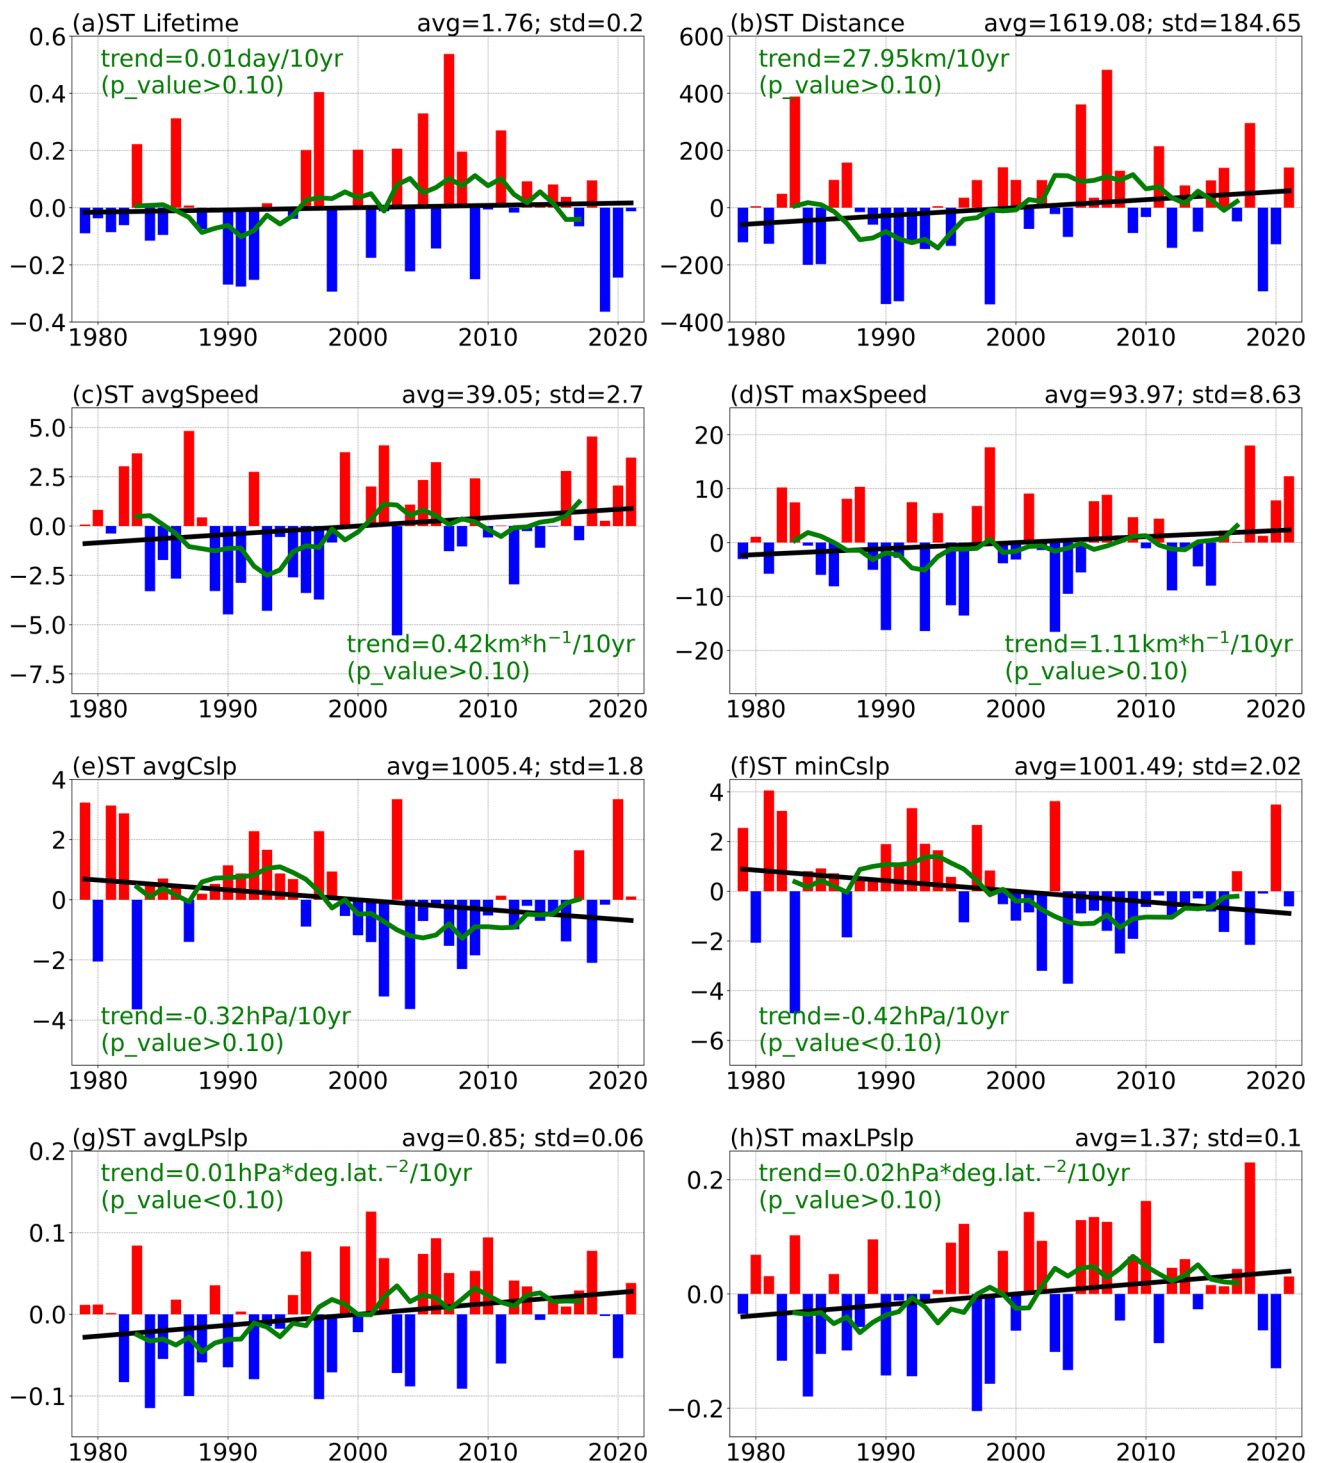 (a)ST Lifetime avg=1.76; std=0.2
trend=0.01day/10yr
(p_value>0.10)
0.6
0.4
0.2
0.0
−0.2
−0.4
1980 1990 2000 2010 2020
(b)ST Distance avg=1619.08; std=184.65
trend=27.95km/10yr
(p_value>0.10)
600
400
200
0
−200
−400
1980 1990 2000 2010 2020
(c)ST avgSpeed avg=39.05; std=2.7
5.0
2.5
0.0
−2.5
−5.0
−7.5
trend=0.42km*h⁻¹/10yr
(p_value>0.10)
1980 1990 2000 2010 2020
(d)ST maxSpeed avg=93.97; std=8.63
20
10
0
−10
−20
trend=1.11km*h⁻¹/10yr
(p_value>0.10)
1980 1990 2000 2010 2020
(e)ST avgCslp avg=1005.4; std=1.8
4
2
0
−2
−4
trend=-0.32hPa/10yr
(p_value>0.10)
1980 1990 2000 2010 2020
(f)ST minCslp avg=1001.49; std=2.02
4
2
0
−2
−4
−6
trend=-0.42hPa/10yr
(p_value<0.10)
1980 1990 2000 2010 2020
(g)ST avgLPslp avg=0.85; std=0.06
trend=0.01hPa*deg.lat.⁻²/10yr
(p_value<0.10)
0.2
0.1
0.0
−0.1
1980 1990 2000 2010 2020
(h)ST maxLPslp avg=1.37; std=0.1
trend=0.02hPa*deg.lat.⁻²/10yr
(p_value>0.10)
0.2
0.0
−0.2
1980 1990 2000 2010 2020